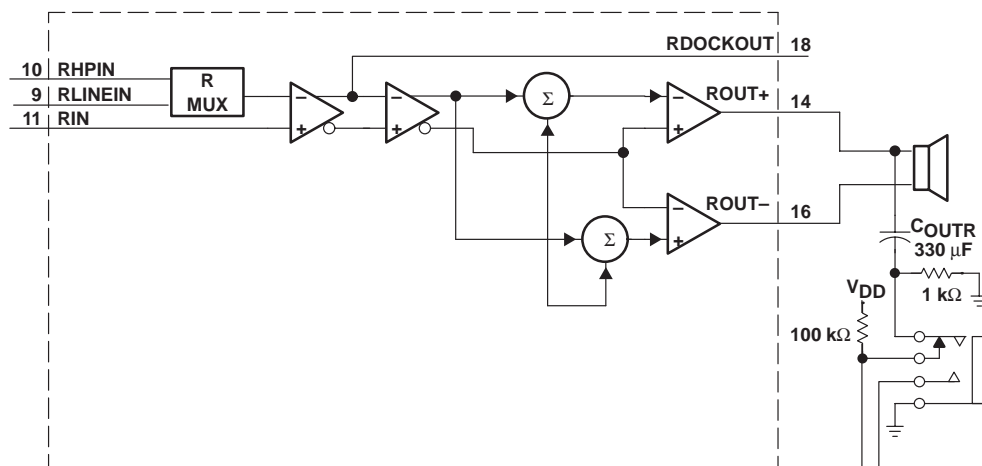 RDOCKOUT 18
10 RHPIN
R
MUX
9 RLINEIN
11 RIN
Σ
ROUT+ 14
ROUT– 16
Σ
COUTR
330 µF
VDD
1 kΩ
100 kΩ